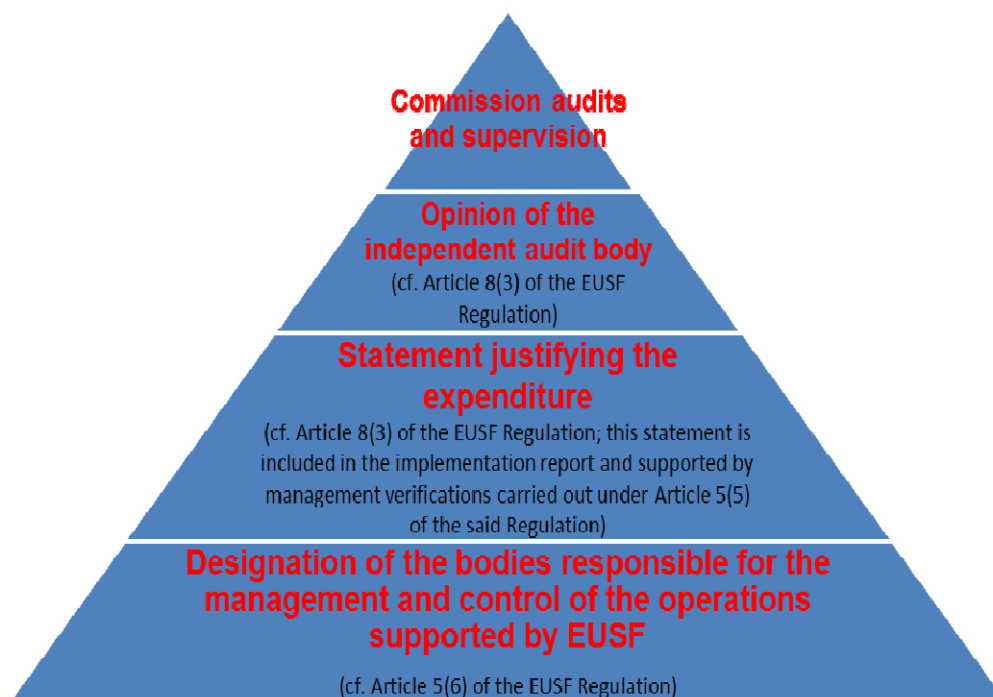 Commission audits
and supervision
Opinion of the
independent audit body
(cf. Article 8(3) of the EUSF
Regulation)
Statement justifying the
expenditure
(cf. Article 8(3) of the EUSF Regulation; this statement is
included in the implementation report and supported by
management verifications carried out under Article 5(5)
of the said Regulation)
Designation of the bodies responsible for the
management and control of the operations
supported by EUSF
(cf. Article 5(6) of the EUSF Regulation)